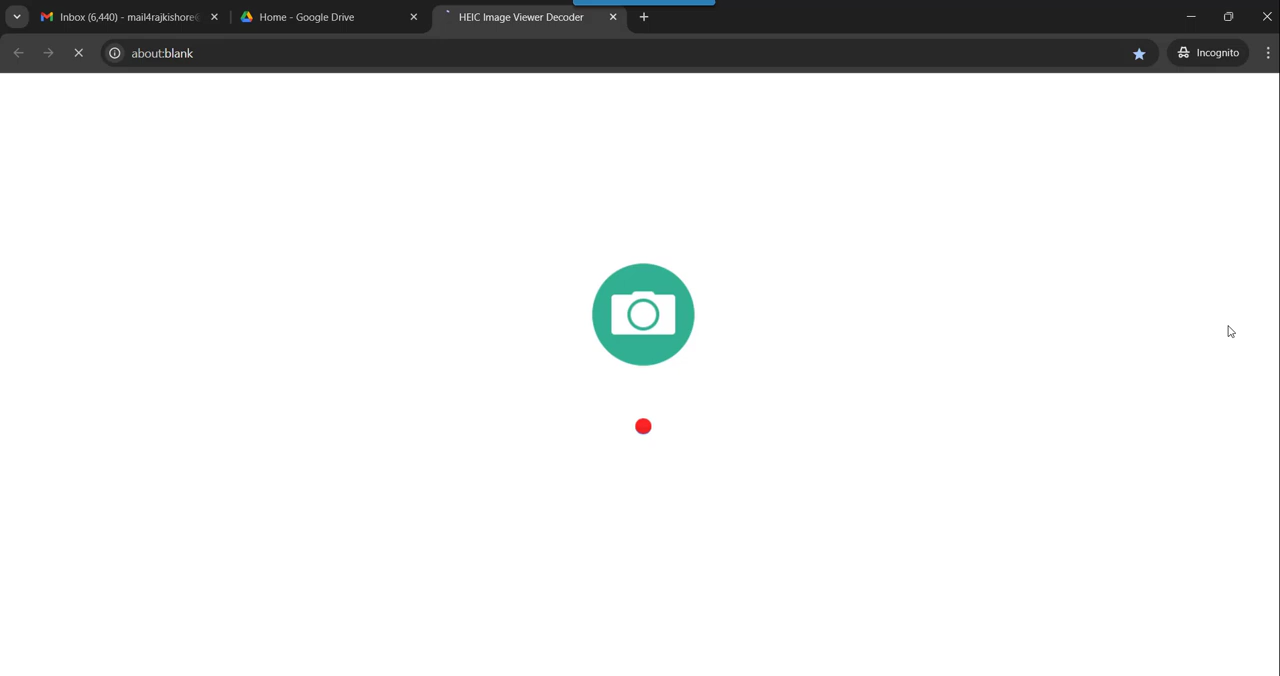 Inbox (6,440) - mail4rajkishore
Home - Google Drive
HEIC Image Viewer Decoder
about:blank
Incognito